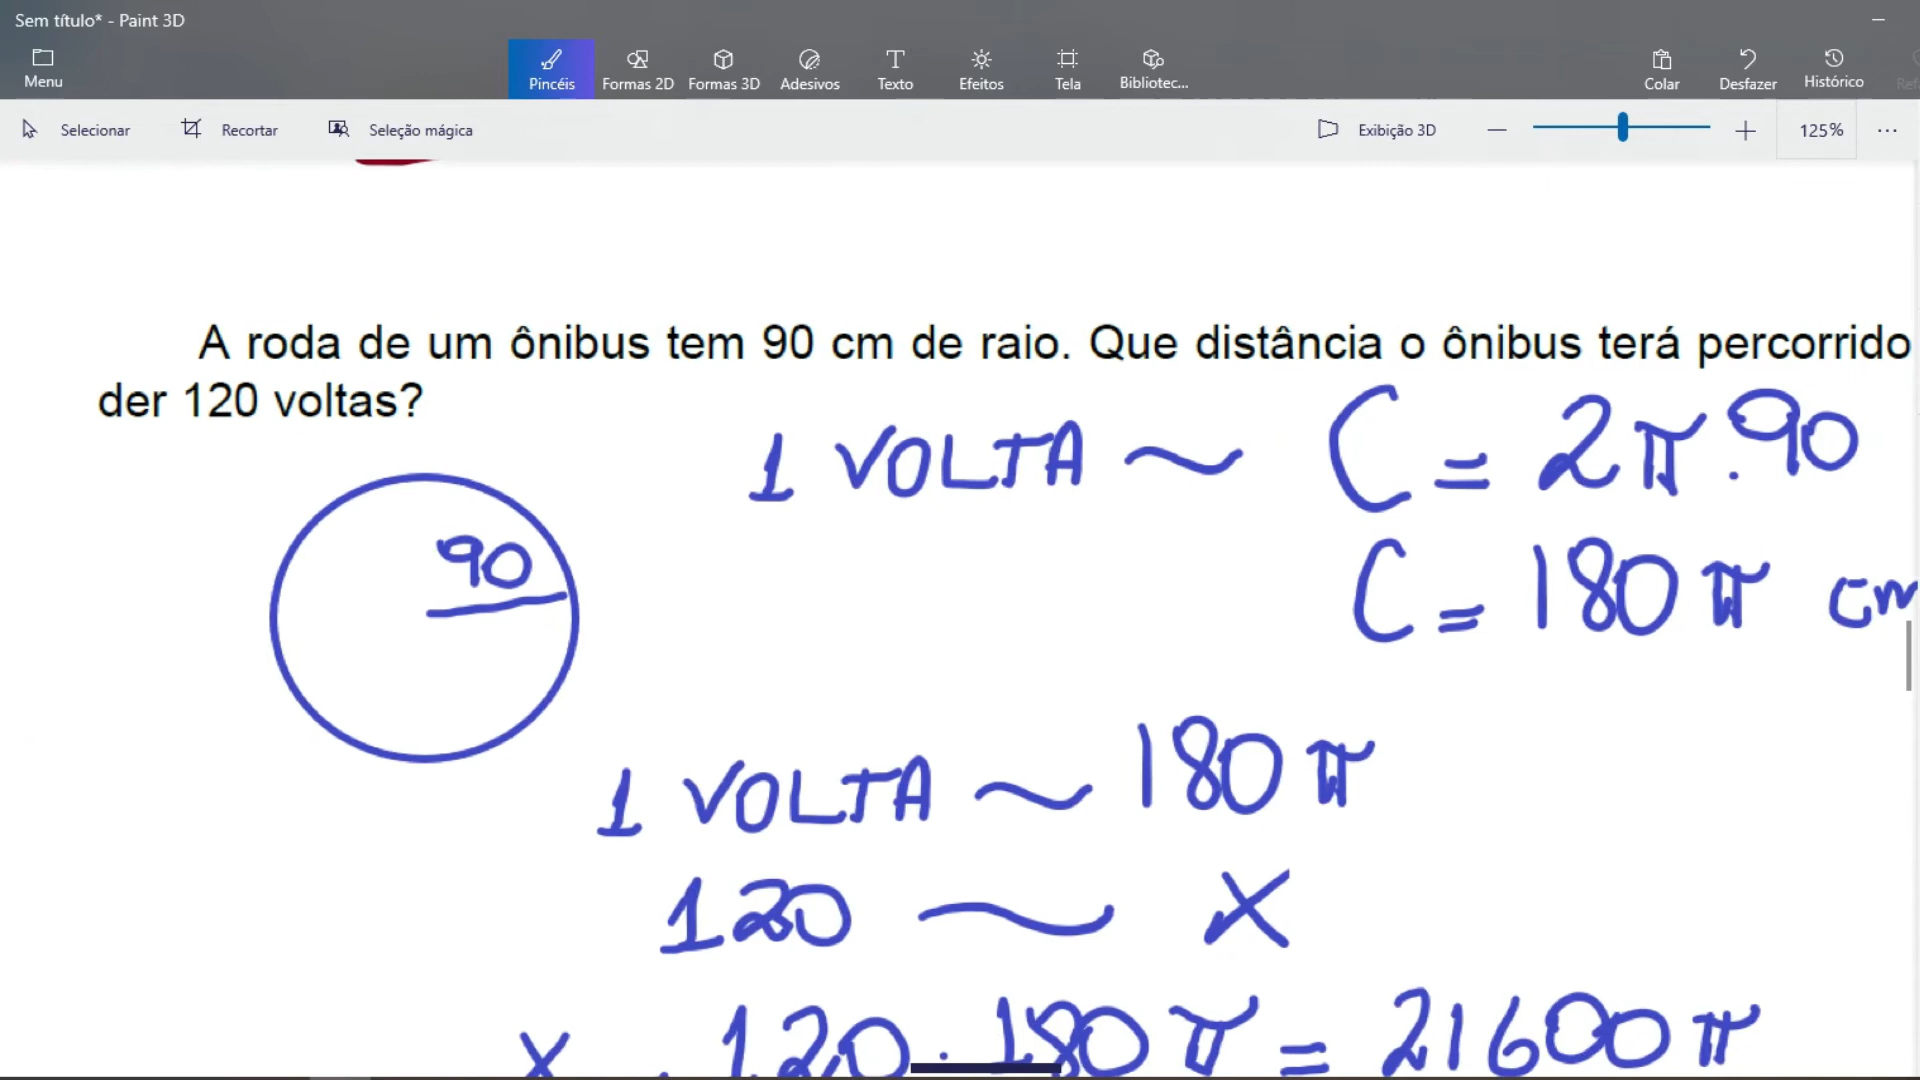 Sem título* - Paint 3D
Menu
Pincéis
Formas 2D
Formas 3D
Adesivos
Texto
Efeitos
Tela
Bibliotec...
Colar
Desfazer
Histórico
Selecionar
Recortar
Seleção mágica
Exibição 3D
125%
A roda de um ônibus tem 90 cm de raio. Que distância o ônibus terá percorrido
der 120 voltas?
1 VOLTA ~ C = 2π.90
90
C = 180π cm
1 VOLTA ~ 180π
120 ~ X
X . 120 . 180π = 21600π